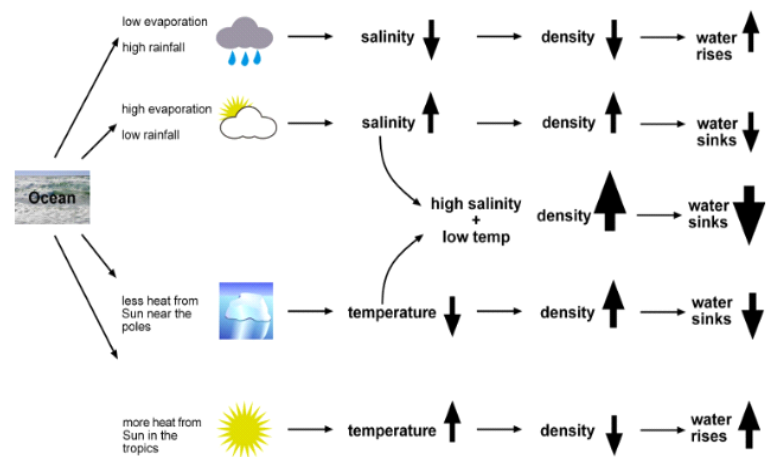 low evaporation
high rainfall
salinity
density
water
rises
high evaporation
low rainfall
salinity
density
water
sinks
Ocean
high salinity
+
low temp
density
water
sinks
less heat from
Sun near the
poles
temperature
density
water
sinks
more heat from
Sun in the
tropics
temperature
density
water
rises